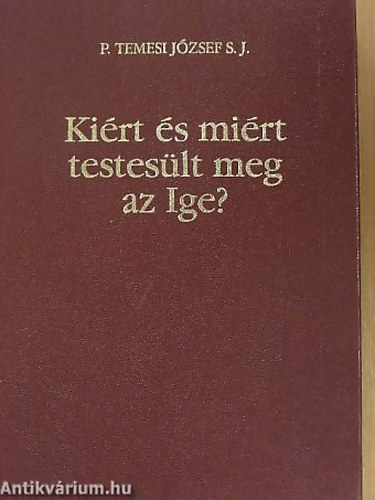 P. TEMESI JÓZSEF S. J.
Kiért és miért
testesült meg
az Ige?
Antikvárium.hu